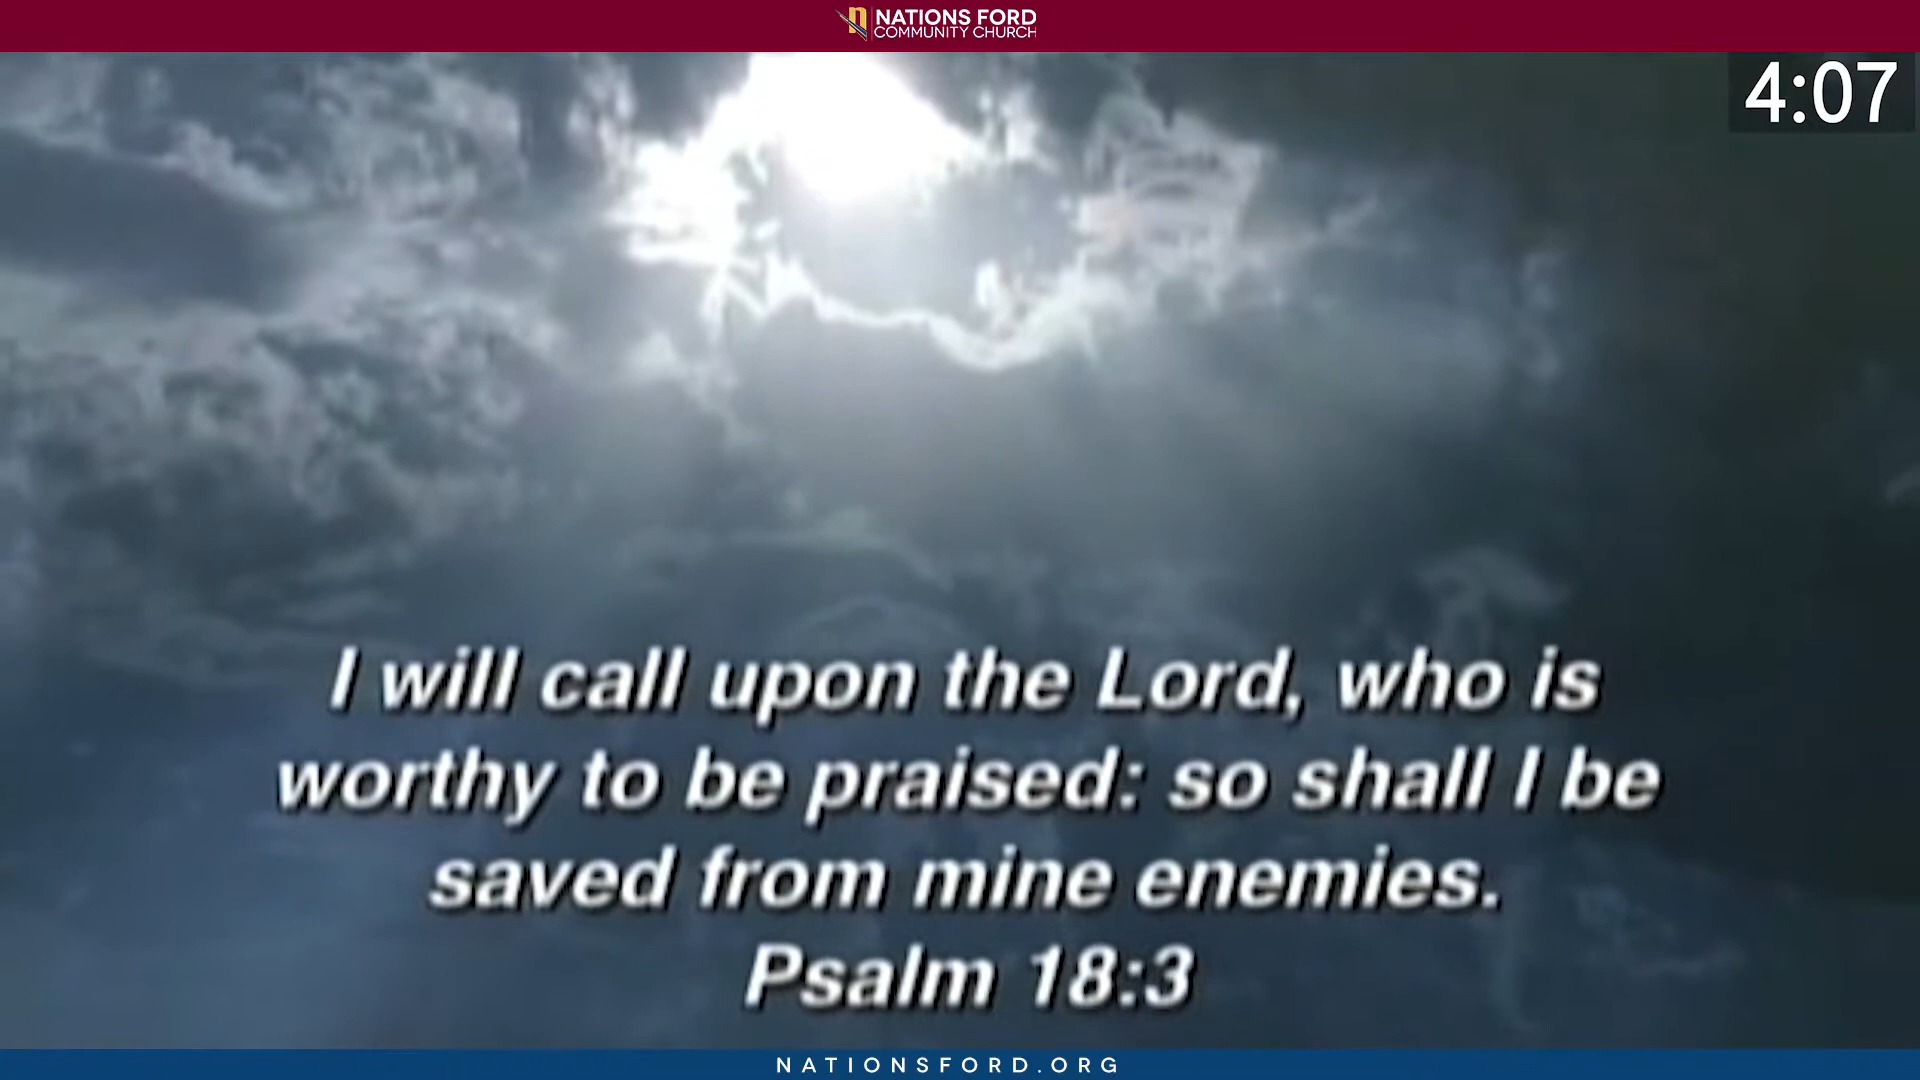 NATIONS FORD
COMMUNITY CHURCH
4:07
I will call upon the Lord, who is
worthy to be praised: so shall I be
saved from mine enemies.
Psalm 18:3
NATIONSFORD.ORG